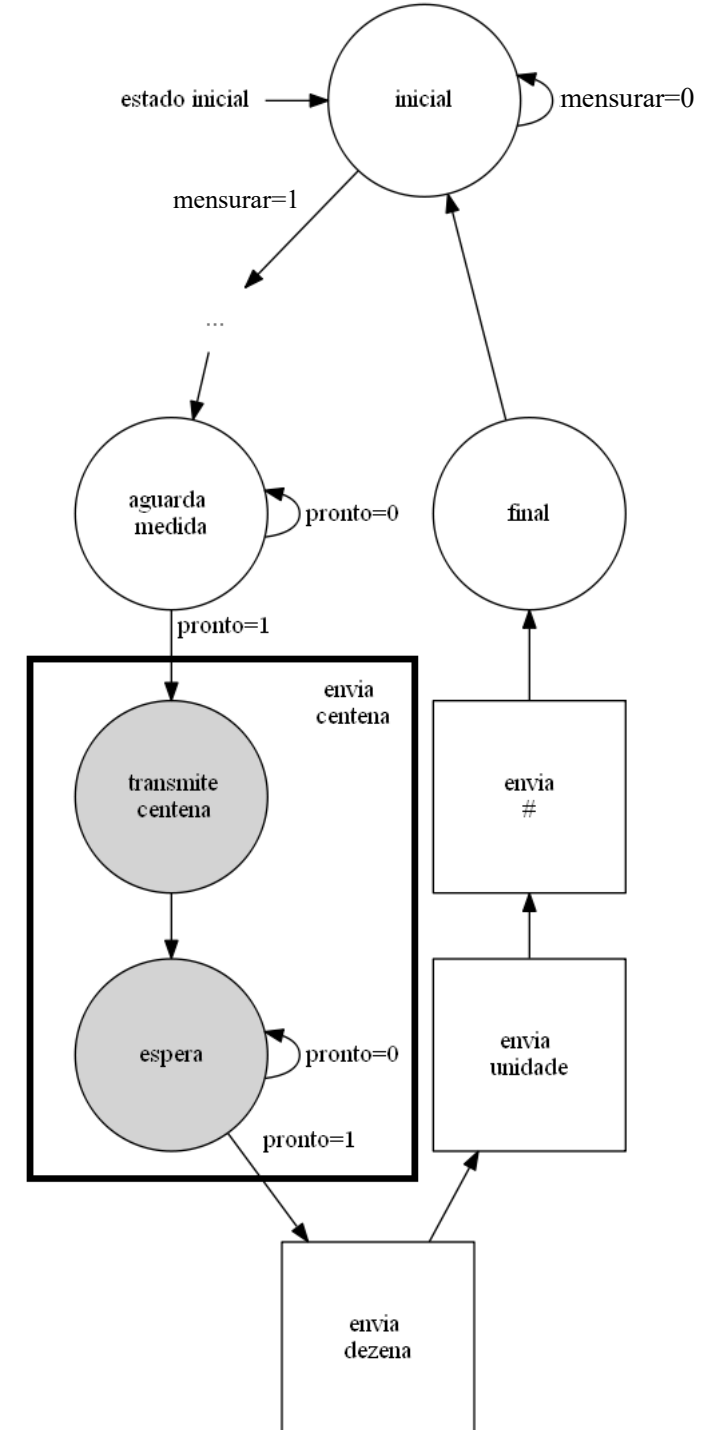 estado inicial
inicial
mensurar=0
mensurar=1
...
aguarda
medida
pronto=0
final
pronto=1
envia
centena
transmite
centena
envia
#
espera
pronto=0
envia
unidade
pronto=1
envia
dezena